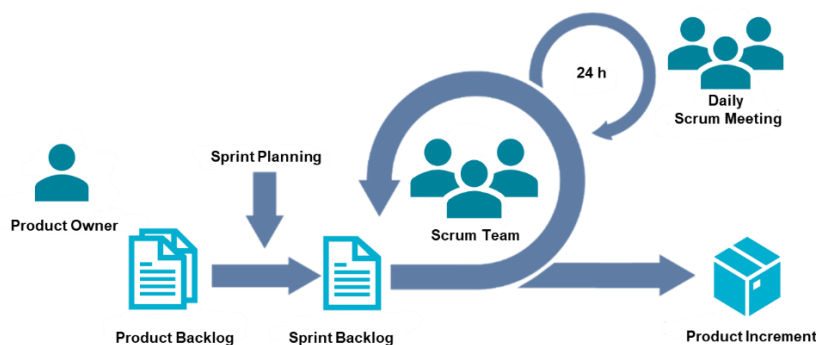 24 h
Daily
Scrum Meeting
Sprint Planning
Product Owner
Scrum Team
Product Backlog
Sprint Backlog
Product Increment